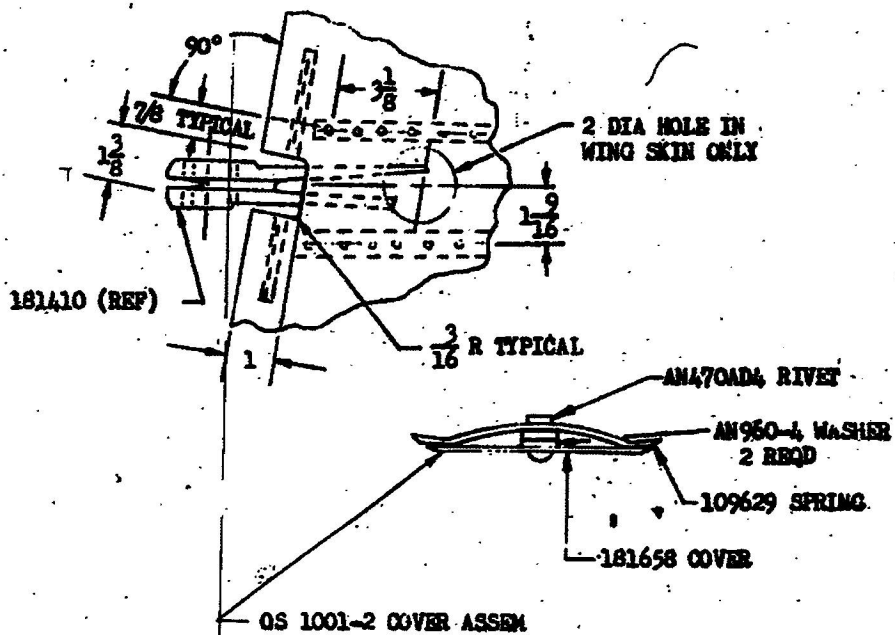 90°
3 1/8
7/8 TYPICAL
2 DIA HOLE IN
WING SKIN ONLY
1 3/8
1 9/16
181410 (REF)
3/16 R TYPICAL
1
AN470AD4 RIVET
AN960-4 WASHER
2 REQD
109629 SPRING
181658 COVER
QS 1001-2 COVER ASSEM